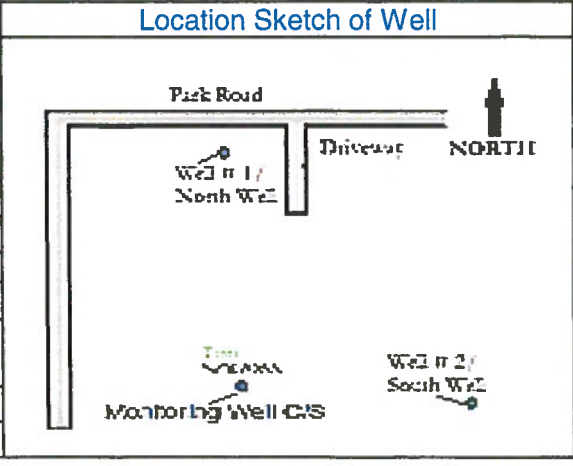 Location Sketch of Well
Park Road
Driveway
NORTH
Well # 1/
North Well
Well # 2/
South Well
Monitoring Well C/S